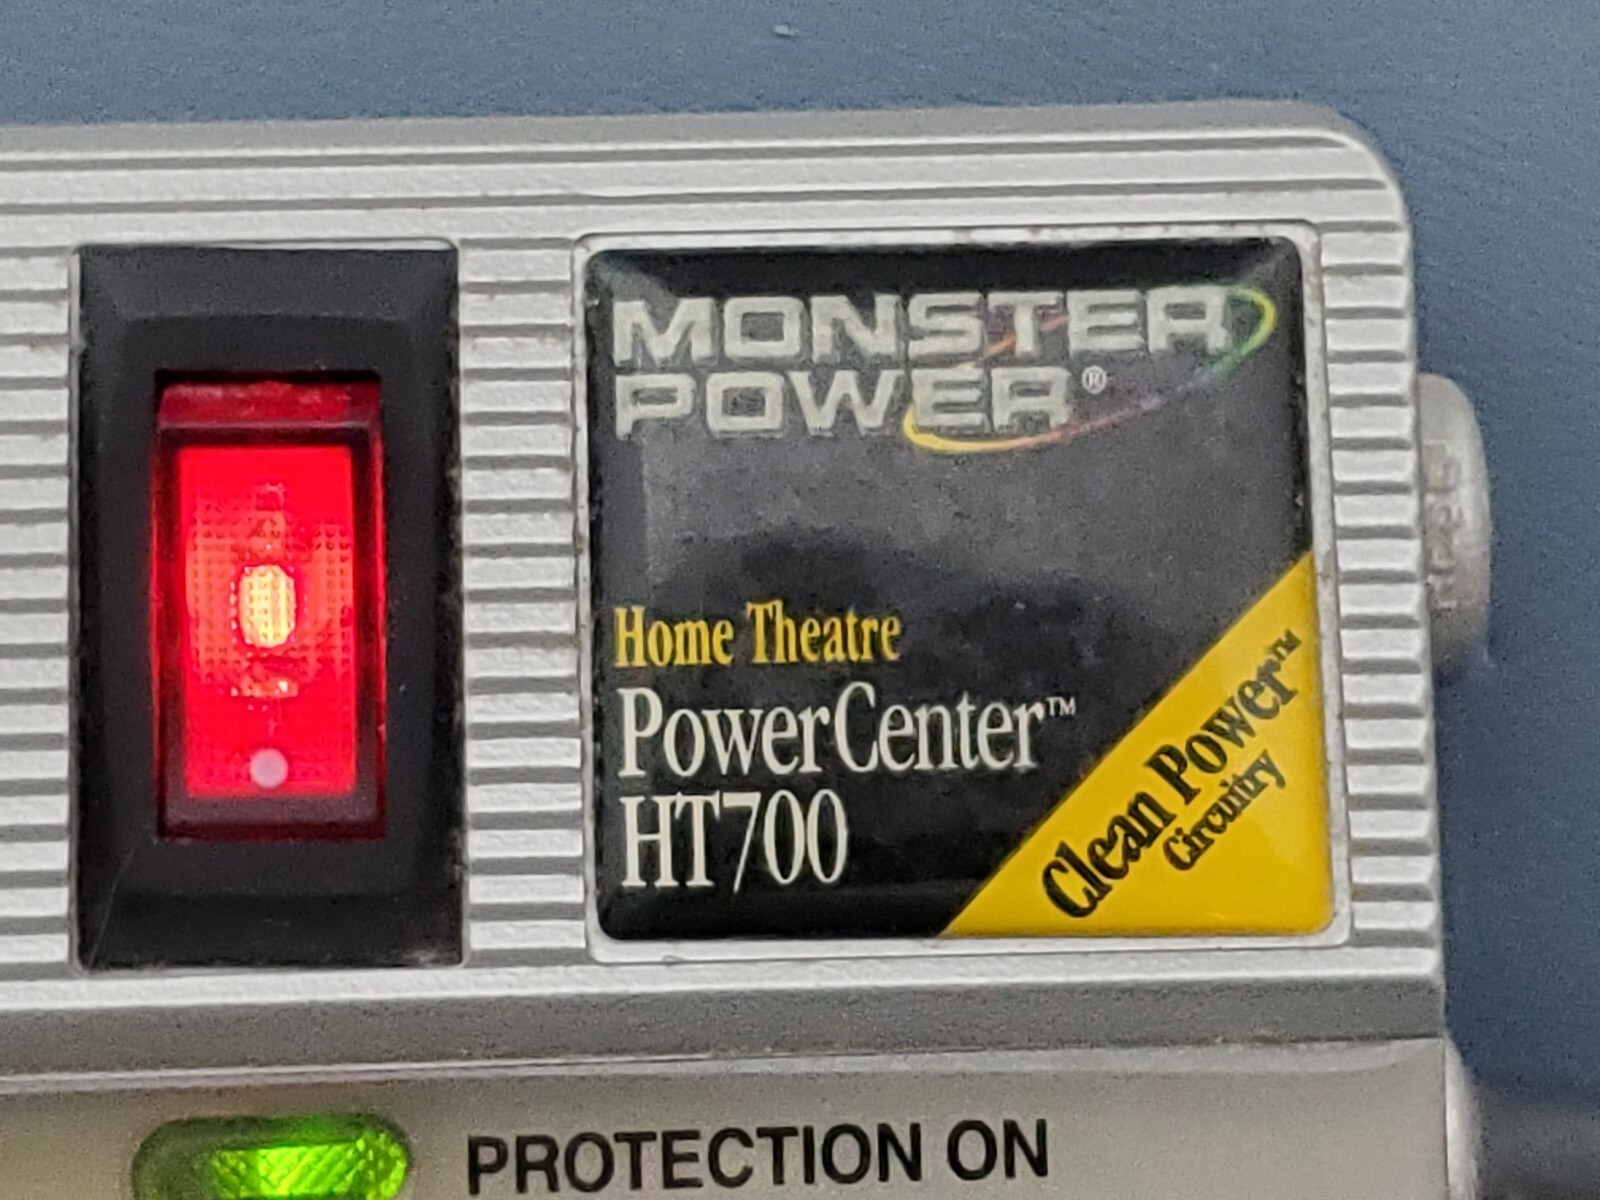 MONSTER
POWER®
Home Theatre
PowerCenter™
HT700
Clean Power™
Circuitry
PROTECTION ON